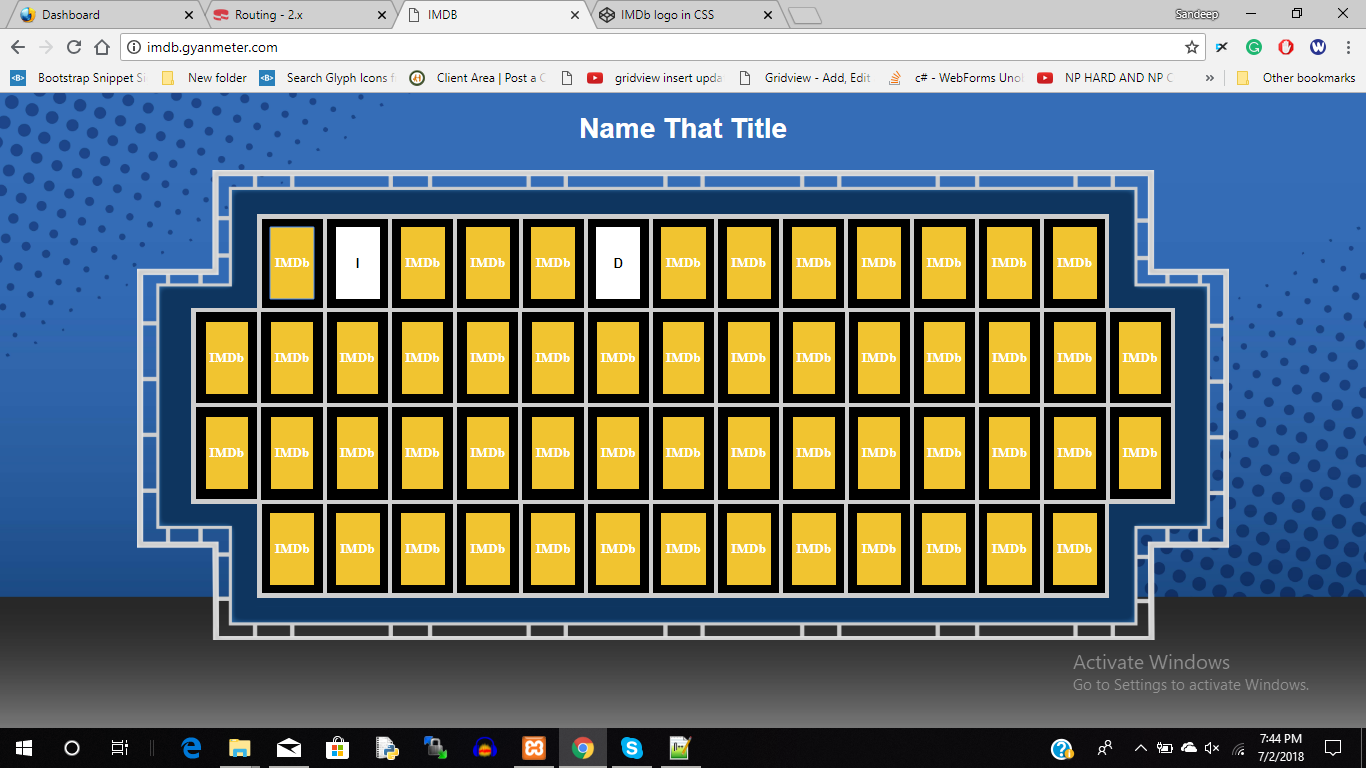 Dashboard Routing - 2.x IMDB IMDb logo in CSS Sandeep
imdb.gyanmeter.com
Bootstrap Snippet Si New folder Search Glyph Icons f Client Area | Post a C gridview insert upda Gridview - Add, Edit c# - WebForms Uno NP HARD AND NP C » Other bookmarks
Name That Title
IMDb I IMDb IMDb IMDb D IMDb IMDb IMDb IMDb IMDb IMDb IMDb
IMDb IMDb IMDb IMDb IMDb IMDb IMDb IMDb IMDb IMDb IMDb IMDb IMDb IMDb IMDb
IMDb IMDb IMDb IMDb IMDb IMDb IMDb IMDb IMDb IMDb IMDb IMDb IMDb IMDb IMDb
IMDb IMDb IMDb IMDb IMDb IMDb IMDb IMDb IMDb IMDb IMDb IMDb IMDb
Activate Windows
Go to Settings to activate Windows.
7:44 PM
7/2/2018